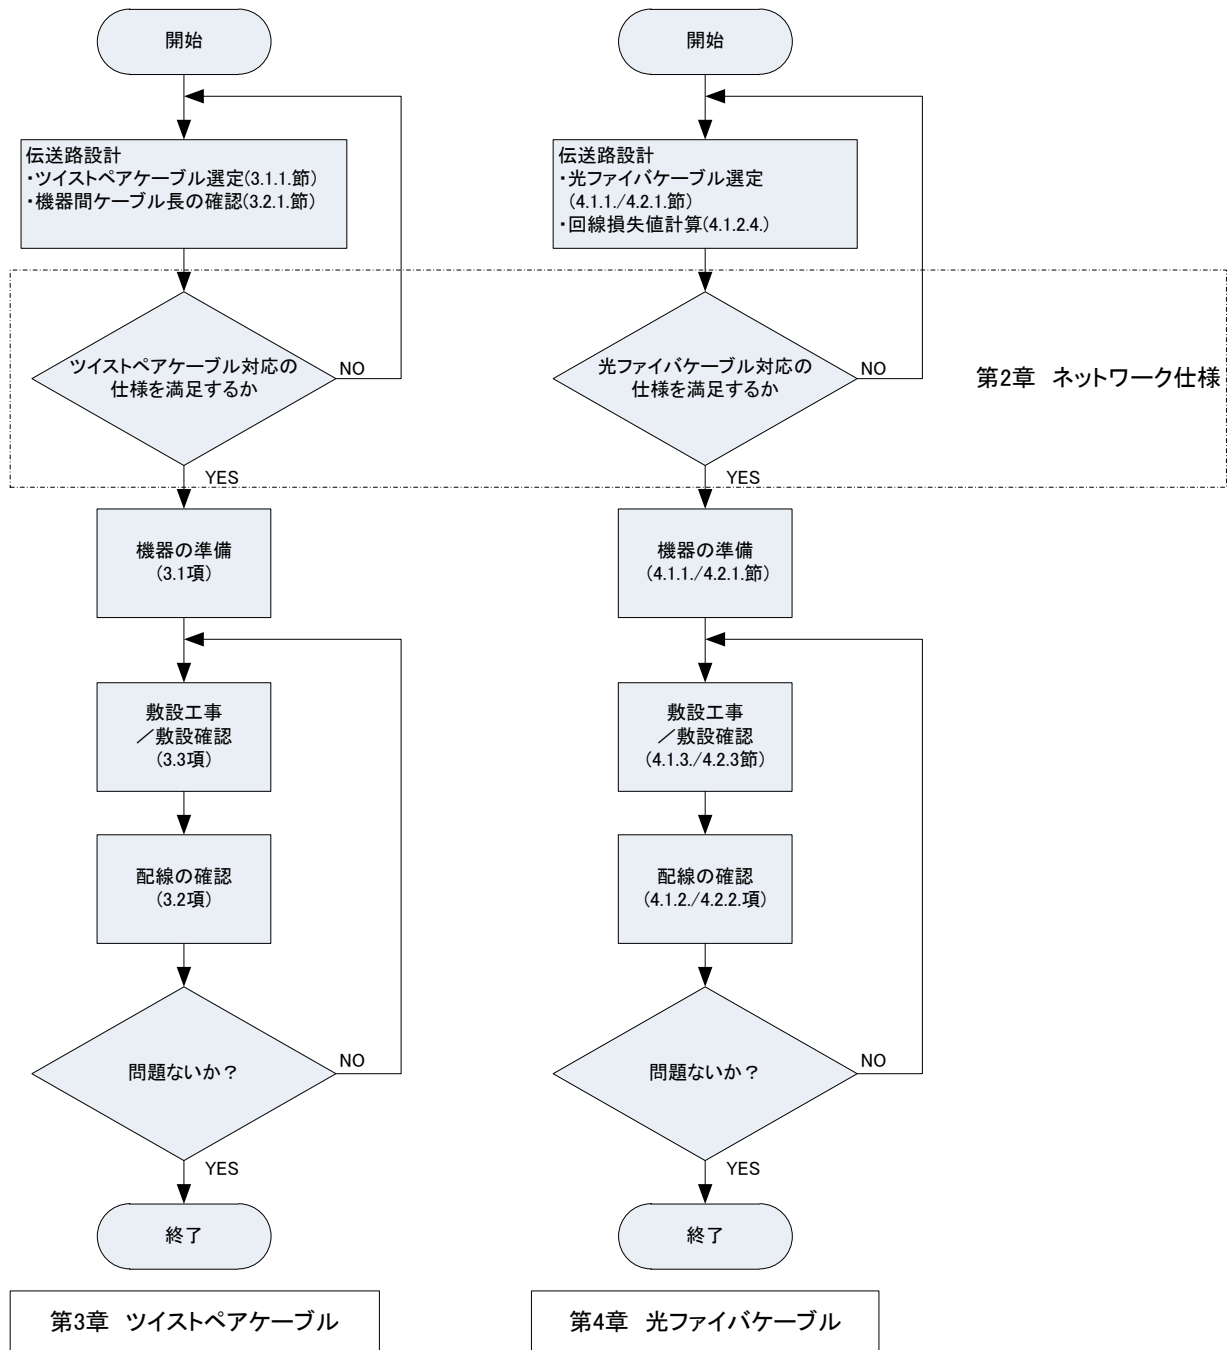 開始
伝送路設計
・ツイストペアケーブル選定(3.1.1.節)
・機器間ケーブル長の確認(3.2.1.節)
ツイストペアケーブル対応の
仕様を満足するか
NO
YES
機器の準備
(3.1項)
敷設工事
／敷設確認
(3.3項)
配線の確認
(3.2項)
問題ないか？
NO
YES
終了
第3章 ツイストペアケーブル
開始
伝送路設計
・光ファイバケーブル選定
(4.1.1./4.2.1.節)
・回線損失値計算(4.1.2.4.)
光ファイバケーブル対応の
仕様を満足するか
NO
YES
第2章 ネットワーク仕様
機器の準備
(4.1.1./4.2.1.節)
敷設工事
／敷設確認
(4.1.3./4.2.3節)
配線の確認
(4.1.2./4.2.2.項)
問題ないか？
NO
YES
終了
第4章 光ファイバケーブル